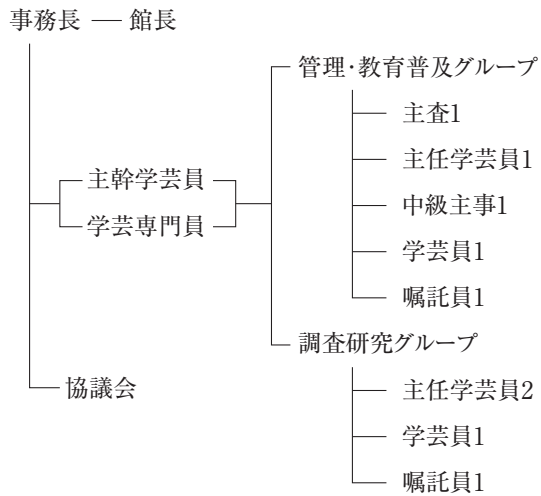 事務長 ― 館長
管理・教育普及グループ
主査1
主任学芸員1
主幹学芸員
中級主事1
学芸専門員
学芸員1
嘱託員1
調査研究グループ
協議会
主任学芸員2
学芸員1
嘱託員1